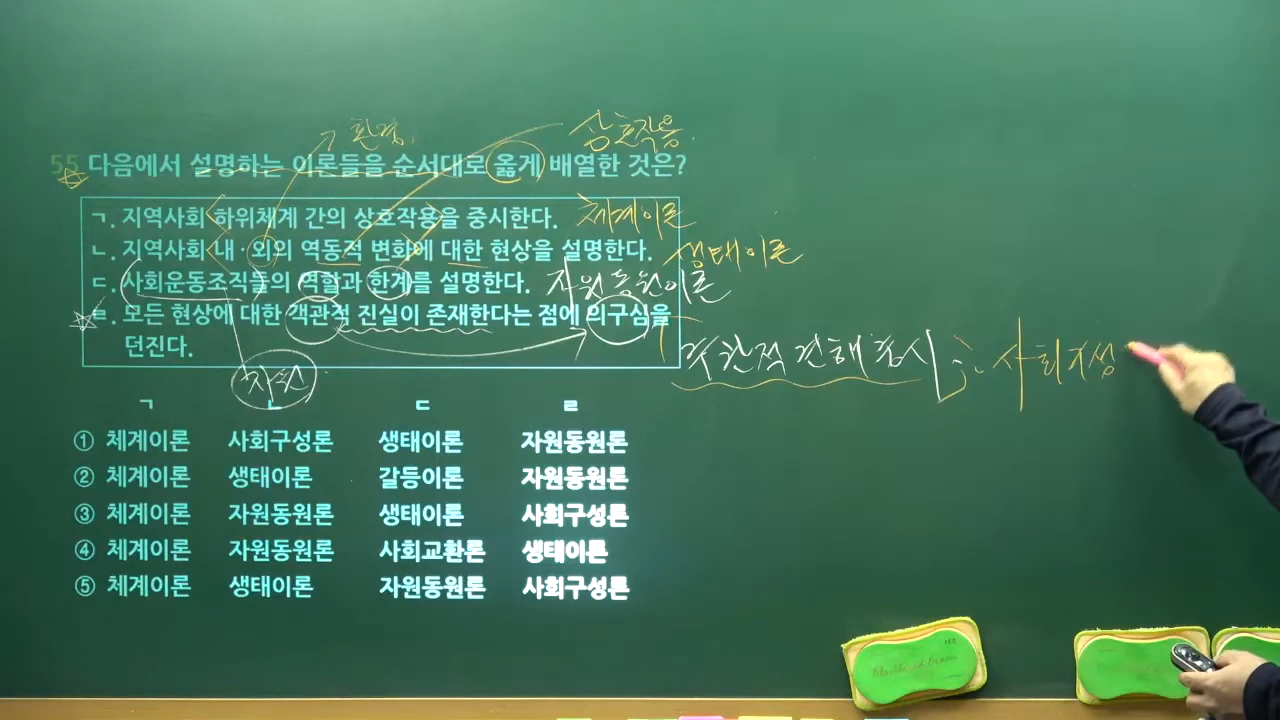 환경
상호작용
55 다음에서 설명하는 이론들을 순서대로 옳게 배열한 것은?
ㄱ. 지역사회 하위체계 간의 상호작용을 중시한다. 체계이론
ㄴ. 지역사회 내·외의 역동적 변화에 대한 현상을 설명한다. 생태이론
ㄷ. 사회운동조직들의 역할과 한계를 설명한다. 자원동원이론
ㄹ. 모든 현상에 대한 객관적 진실이 존재한다는 점에 의구심을
던진다.
주관적 견해 중시 ∴ 사회구성
자원
ㄱ ㄴ ㄷ ㄹ
① 체계이론 사회구성론 생태이론 자원동원론
② 체계이론 생태이론 갈등이론 자원동원론
③ 체계이론 자원동원론 생태이론 사회구성론
④ 체계이론 자원동원론 사회교환론 생태이론
⑤ 체계이론 생태이론 자원동원론 사회구성론